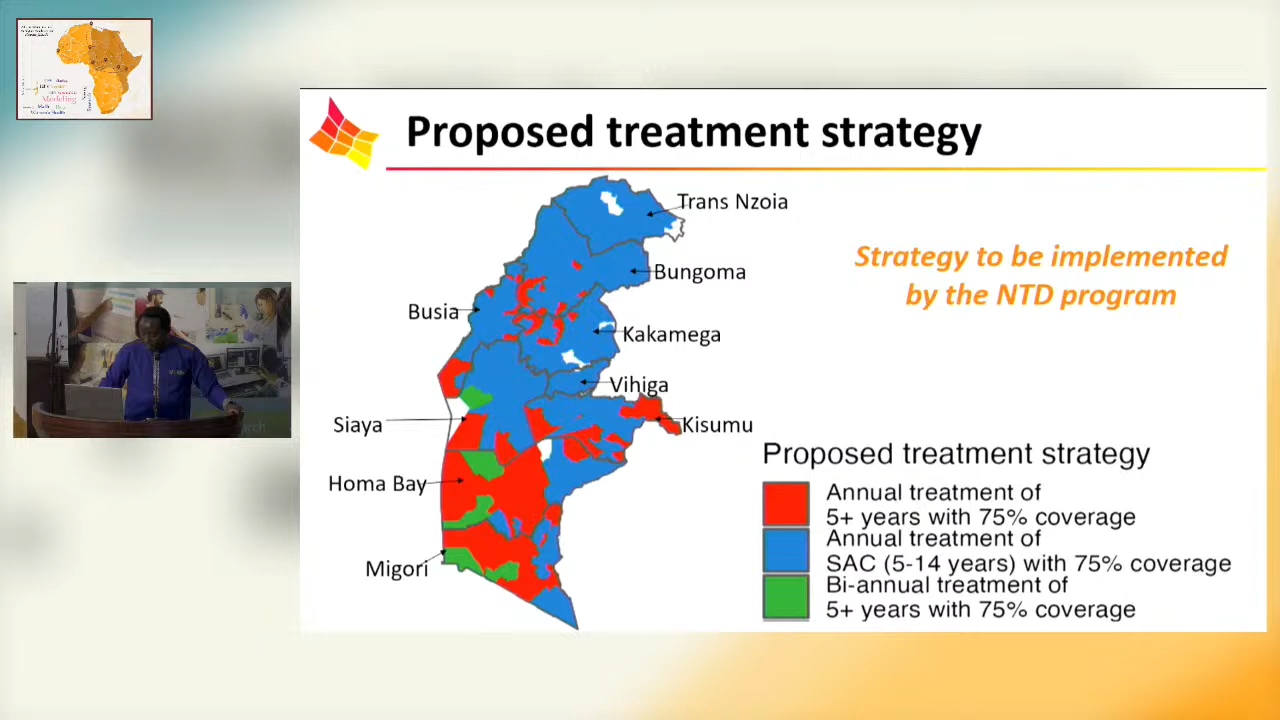 Proposed treatment strategy
Trans Nzoia
Bungoma
Busia
Kakamega
Vihiga
Siaya
Kisumu
Homa Bay
Migori
Strategy to be implemented
by the NTD program
Proposed treatment strategy
Annual treatment of
5+ years with 75% coverage
Annual treatment of
SAC (5-14 years) with 75% coverage
Bi-annual treatment of
5+ years with 75% coverage
Modeling